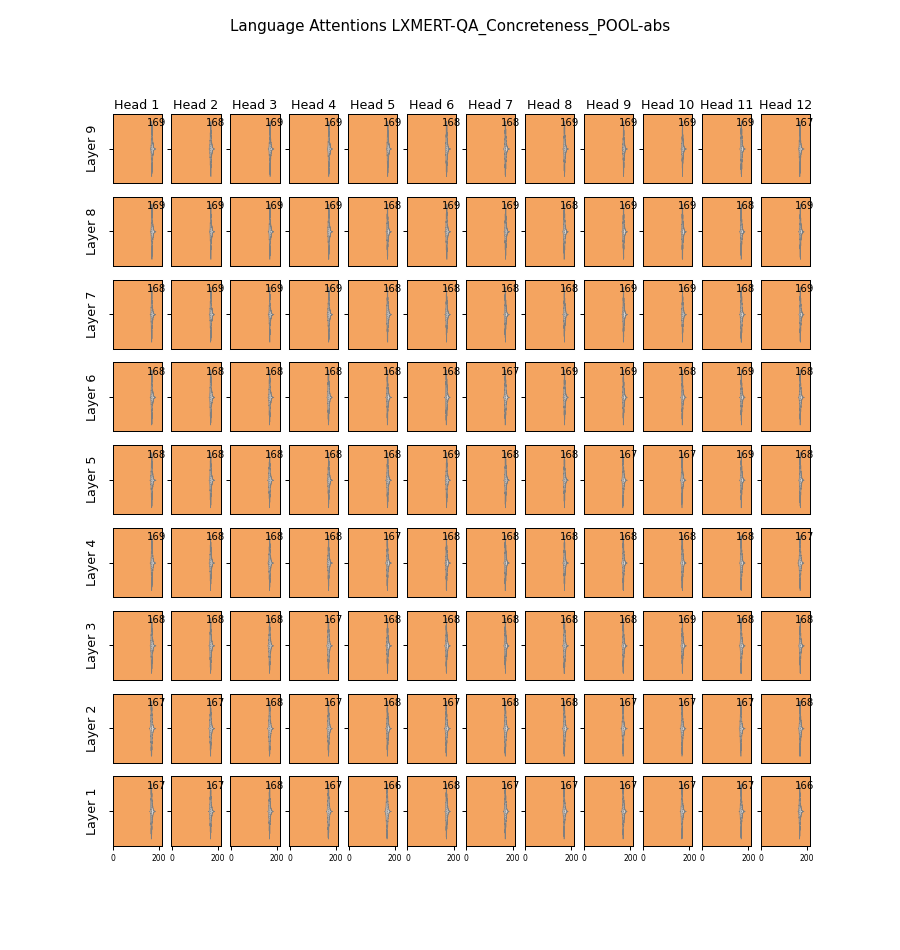 Language Attentions LXMERT-QA_Concreteness_POOL-abs
Head 1 Head 2 Head 3 Head 4 Head 5 Head 6 Head 7 Head 8 Head 9 Head 10 Head 11 Head 12
Layer 9 169 168 169 169 169 168 168 169 169 169 169 167
Layer 8 169 169 169 169 168 169 169 168 169 169 168 169
Layer 7 168 169 169 169 168 168 168 168 169 169 168 169
Layer 6 168 168 168 168 168 168 167 169 169 168 169 168
Layer 5 168 168 168 168 168 169 168 168 167 167 169 168
Layer 4 169 168 168 168 167 168 168 168 168 168 168 167
Layer 3 168 168 168 167 168 168 168 168 168 169 168 168
Layer 2 167 167 168 167 168 167 168 168 167 167 167 168
Layer 1 167 167 168 167 166 168 167 167 167 167 167 166
0 200 0 200 0 200 0 200 0 200 0 200 0 200 0 200 0 200 0 200 0 200 0 200